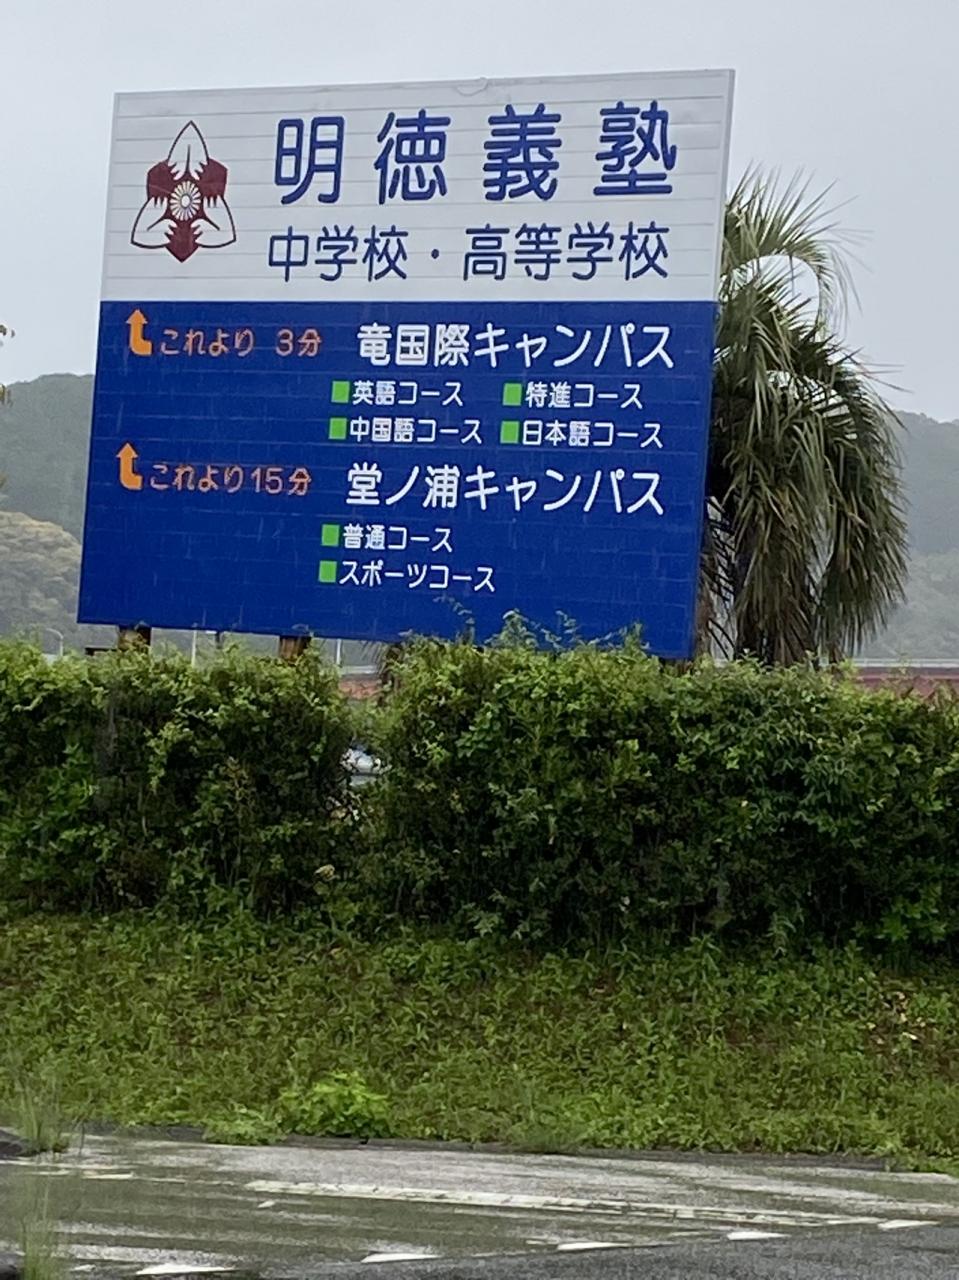 明徳義塾
中学校・高等学校
これより 3分 竜国際キャンパス
英語コース 特進コース
中国語コース 日本語コース
これより15分 堂ノ浦キャンパス
普通コース
スポーツコース